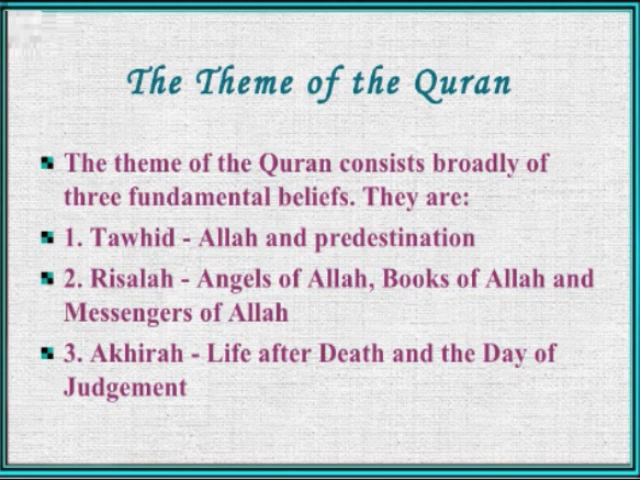 The Theme of the Quran
The theme of the Quran consists broadly of
three fundamental beliefs. They are:
1. Tawhid - Allah and predestination
2. Risalah - Angels of Allah, Books of Allah and
Messengers of Allah
3. Akhirah - Life after Death and the Day of
Judgement